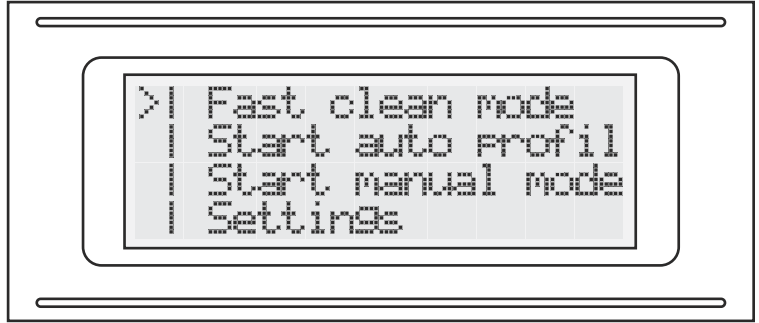 >| Fast clean mode
| Start auto profil
| Start manual mode
| Settings